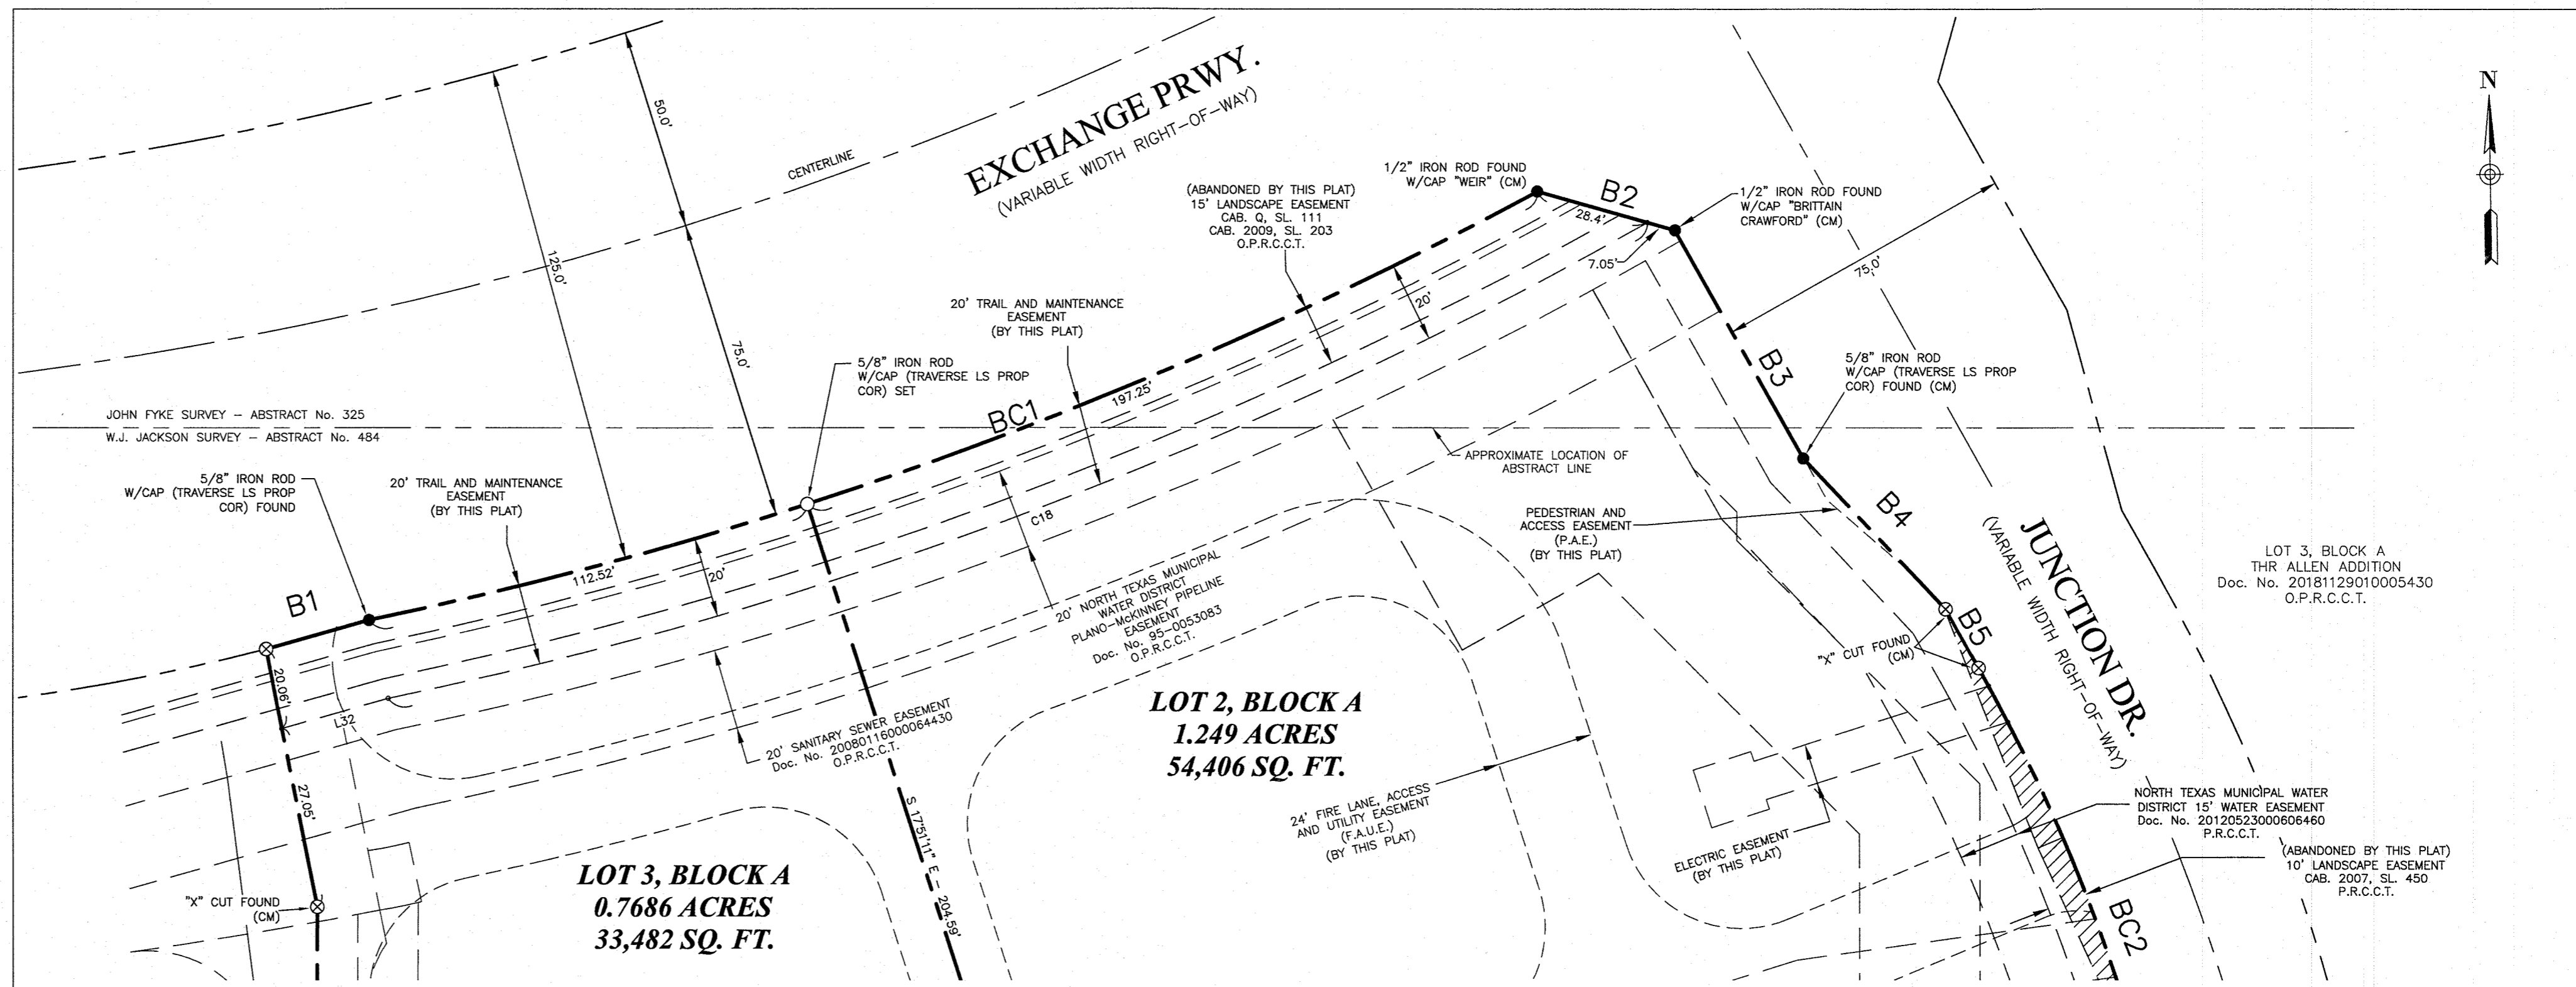 N
EXCHANGE PRWY.
(VARIABLE WIDTH RIGHT-OF-WAY)
CENTERLINE
50.0'
125.0'
75.0'
1/2" IRON ROD FOUND
W/CAP "WEIR" (CM)
B2
28.4'
7.05'
1/2" IRON ROD FOUND
W/CAP "BRITTAIN
CRAWFORD" (CM)
75.0'
(ABANDONED BY THIS PLAT)
15' LANDSCAPE EASEMENT
CAB. Q, SL. 111
CAB. 2009, SL. 203
O.P.R.C.C.T.
20'
20' TRAIL AND MAINTENANCE
EASEMENT
(BY THIS PLAT)
5/8" IRON ROD
W/CAP (TRAVERSE LS PROP
COR) SET
197.25'
BC1
B3
5/8" IRON ROD
W/CAP (TRAVERSE LS PROP
COR) FOUND (CM)
JOHN FYKE SURVEY - ABSTRACT No. 325
W.J. JACKSON SURVEY - ABSTRACT No. 484
APPROXIMATE LOCATION OF
ABSTRACT LINE
5/8" IRON ROD
W/CAP (TRAVERSE LS PROP
COR) FOUND
20' TRAIL AND MAINTENANCE
EASEMENT
(BY THIS PLAT)
C18
PEDESTRIAN AND
ACCESS EASEMENT
(P.A.E.)
(BY THIS PLAT)
B4
JUNCTION DR.
(VARIABLE WIDTH RIGHT-OF-WAY)
LOT 3, BLOCK A
THR ALLEN ADDITION
Doc. No. 20181129010005430
O.P.R.C.C.T.
B1
112.52'
20'
20' NORTH TEXAS MUNICIPAL
WATER DISTRICT
PLANO-McKINNEY PIPELINE
EASEMENT
Doc. No. 95-0053083
O.P.R.C.C.T.
B5
"X" CUT FOUND
(CM)
20.06'
L32
27.05'
20' SANITARY SEWER EASEMENT
Doc. No. 20080116000064430
O.P.R.C.C.T.
LOT 2, BLOCK A
1.249 ACRES
54,406 SQ. FT.
24' FIRE LANE, ACCESS
AND UTILITY EASEMENT
(F.A.U.E.)
(BY THIS PLAT)
ELECTRIC EASEMENT
(BY THIS PLAT)
NORTH TEXAS MUNICIPAL WATER
DISTRICT 15' WATER EASEMENT
Doc. No. 20120523000606460
P.R.C.C.T.
(ABANDONED BY THIS PLAT)
10' LANDSCAPE EASEMENT
CAB. 2007, SL. 450
P.R.C.C.T.
S 17°51'11" E - 204.59'
LOT 3, BLOCK A
0.7686 ACRES
33,482 SQ. FT.
"X" CUT FOUND
(CM)
BC2